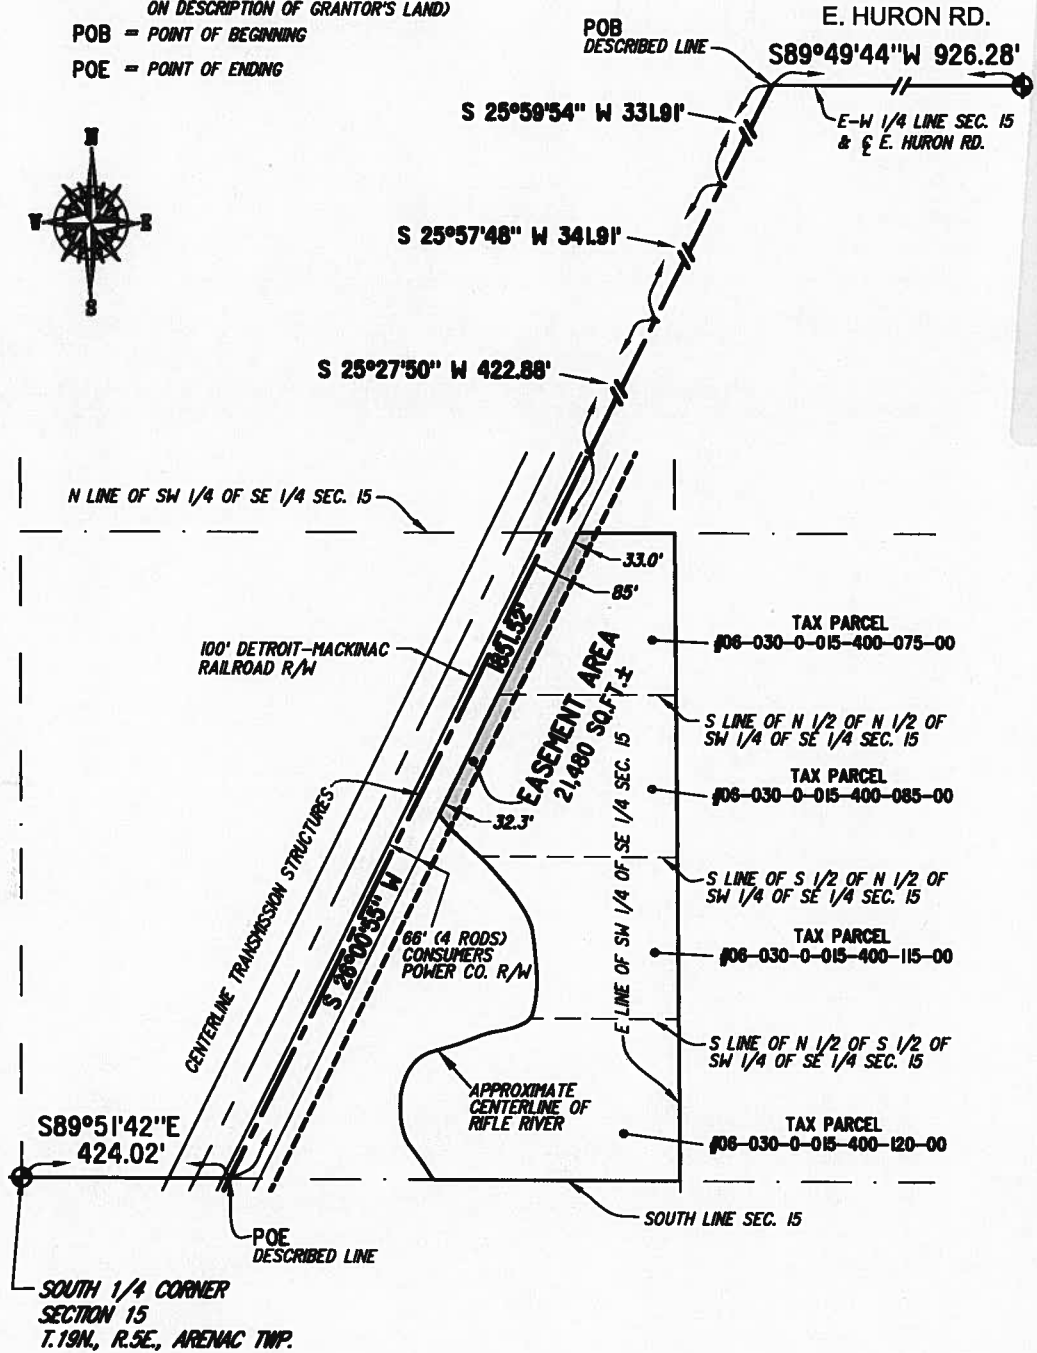 ON DESCRIPTION OF GRANTOR'S LAND)
POB = POINT OF BEGINNING
POE = POINT OF ENDING
POB
DESCRIBED LINE
E. HURON RD.
S89°49'44"W 926.28'
E-W 1/4 LINE SEC. 15
& ℄ E. HURON RD.
S 25°59'54" W 331.91'
N
W E
S
S 25°57'48" W 341.91'
S 25°27'50" W 422.88'
N LINE OF SW 1/4 OF SE 1/4 SEC. 15
33.0'
85'
100' DETROIT-MACKINAC
RAILROAD R/W
1857.52'
EASEMENT AREA
21,480 SQ.FT.±
TAX PARCEL
#06-030-0-015-400-075-00
S LINE OF N 1/2 OF N 1/2 OF
SW 1/4 OF SE 1/4 SEC. 15
TAX PARCEL
#06-030-0-015-400-085-00
32.3'
CENTERLINE TRANSMISSION STRUCTURES
S LINE OF S 1/2 OF N 1/2 OF
SW 1/4 OF SE 1/4 SEC. 15
S 26°00'55" W
66' (4 RODS)
CONSUMERS
POWER CO. R/W
E LINE OF SW 1/4 OF SE 1/4 SEC. 15
TAX PARCEL
#06-030-0-015-400-115-00
S LINE OF N 1/2 OF S 1/2 OF
SW 1/4 OF SE 1/4 SEC. 15
APPROXIMATE
CENTERLINE OF
RIFLE RIVER
TAX PARCEL
#06-030-0-015-400-120-00
S89°51'42"E
424.02'
SOUTH LINE SEC. 15
POE
DESCRIBED LINE
SOUTH 1/4 CORNER
SECTION 15
T.19N., R.5E., ARENAC TWP.